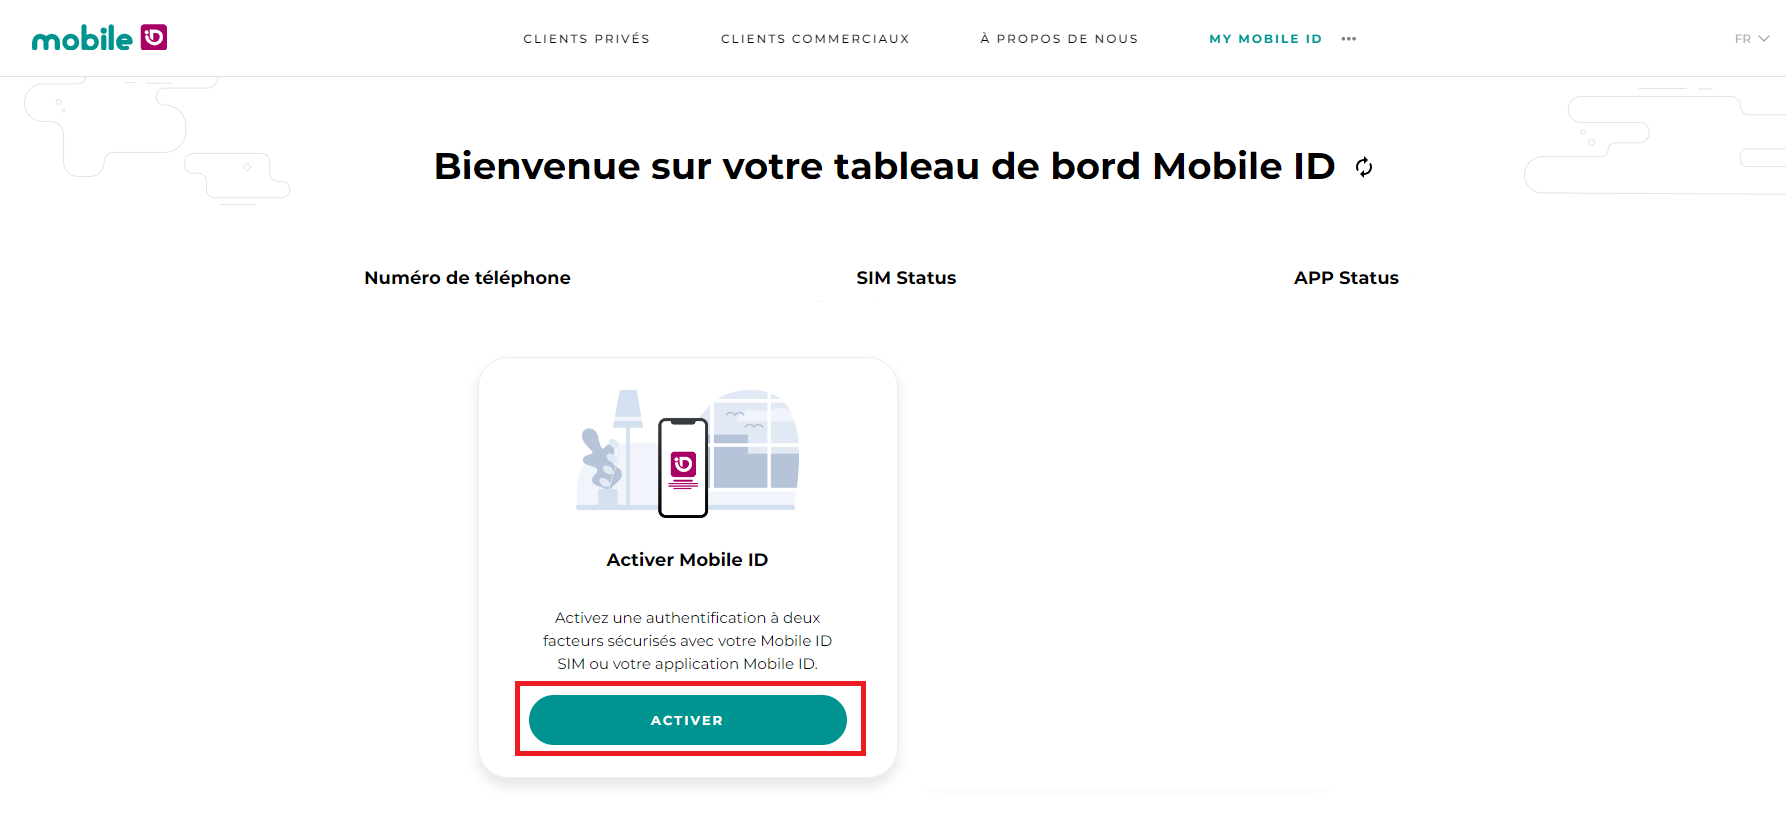 mobile iD
CLIENTS PRIVÉS
CLIENTS COMMERCIAUX
À PROPOS DE NOUS
MY MOBILE ID
FR
Bienvenue sur votre tableau de bord Mobile ID
Numéro de téléphone
SIM Status
APP Status
iD
Activer Mobile ID
Activez une authentification à deux
facteurs sécurisés avec votre Mobile ID
SIM ou votre application Mobile ID.
ACTIVER